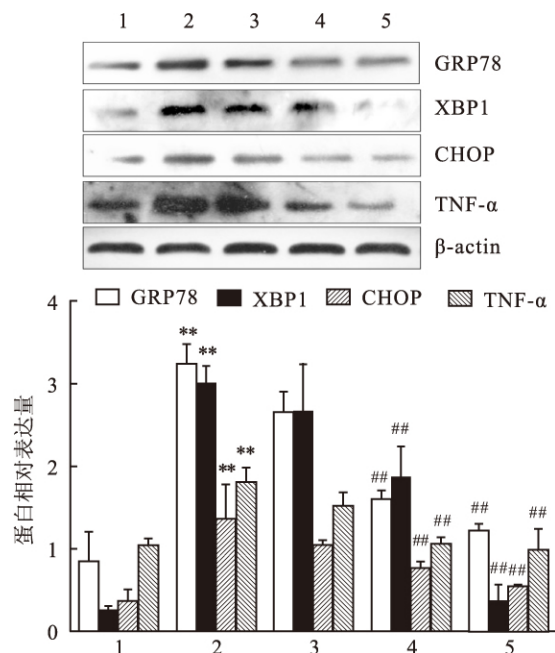 1 2 3 4 5
GRP78
XBP1
CHOP
TNF-α
β-actin
GRP78 XBP1 CHOP TNF-α
蛋白相对表达量
4
3
2
1
0
** ** ** **
## ## ## ##
## ## ## ##
1 2 3 4 5